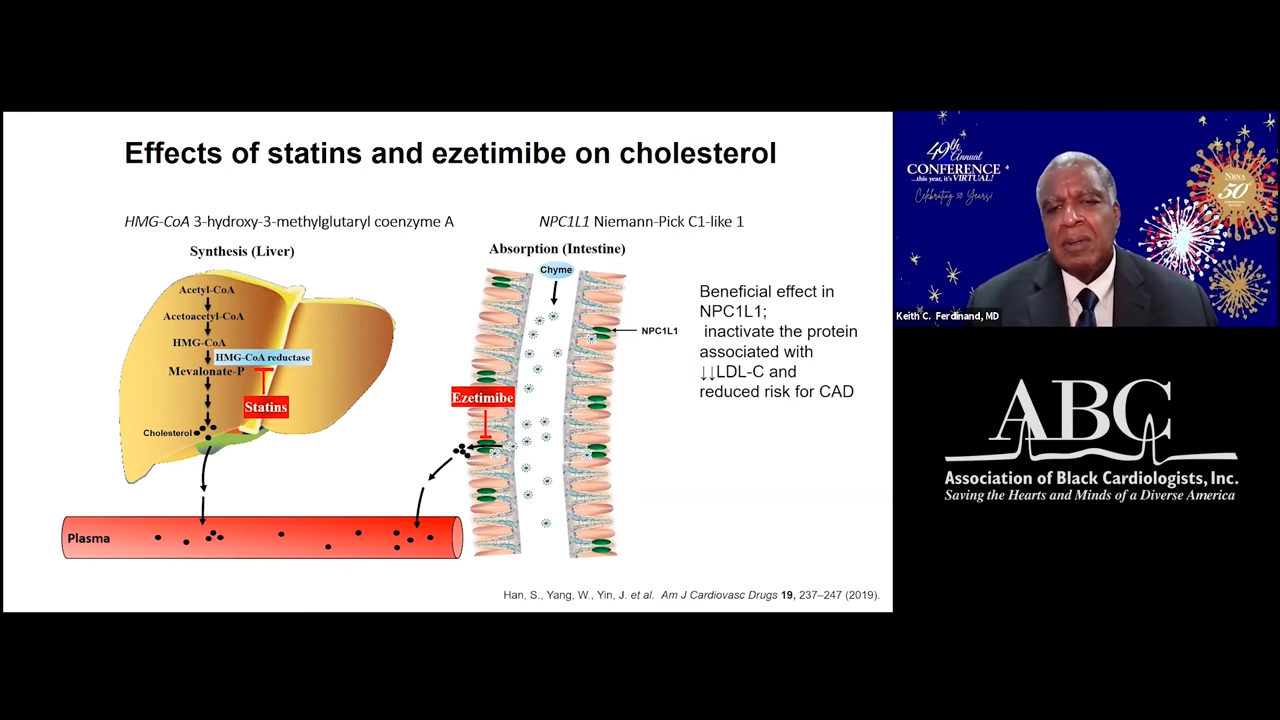 Effects of statins and ezetimibe on cholesterol
HMG-CoA 3-hydroxy-3-methylglutaryl coenzyme A
NPC1L1 Niemann-Pick C1-like 1
Synthesis (Liver)
Absorption (Intestine)
Acetyl-CoA
Acetoacetyl-CoA
HMG-CoA
HMG-CoA reductase
Mevalonate-P
Statins
Cholesterol
Plasma
Chyme
NPC1L1
Ezetimibe
Beneficial effect in
NPC1L1;
inactivate the protein
associated with
↓↓LDL-C and
reduced risk for CAD
Han, S., Yang, W., Yin, J. et al. Am J Cardiovasc Drugs 19, 237–247 (2019).
49th Annual
CONFERENCE
...this year, it's VIRTUAL!
Celebrating 50 Years!
NBNA
50
Keith C. Ferdinand, MD
ABC
Association of Black Cardiologists, Inc.
Saving the Hearts and Minds of a Diverse America